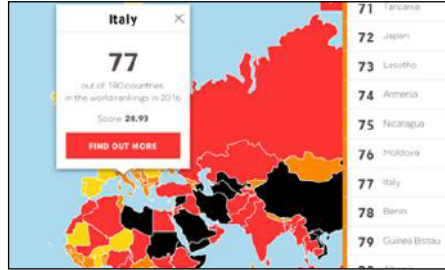 Italy
77
out of 180 countries
in the world rankings in 2016
Score: 28.93
FIND OUT MORE
71 Tanzania
72 Japan
73 Lesotho
74 Armenia
75 Nicaragua
76 Moldova
77 Italy
78 Benin
79 Guinea Bissau